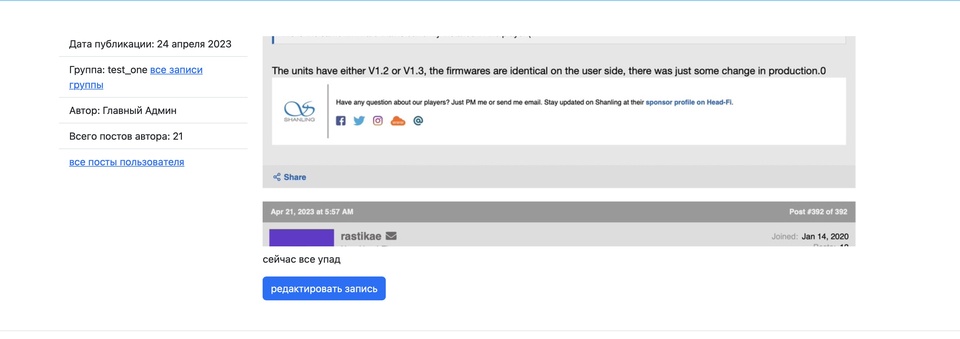 Дата публикации: 24 апреля 2023
Группа: test_one все записи
группы
Автор: Главный Админ
Всего постов автора: 21
все посты пользователя
The units have either V1.2 or V1.3, the firmwares are identical on the user side, there was just some change in production.0
SHANLING
Have any question about our players? Just PM me or send me email. Stay updated on Shanling at their sponsor profile on Head-Fi.
Share
Apr 21, 2023 at 5:57 AM
Post #392 of 392
rastikae
Joined: Jan 14, 2020
сейчас все упад
редактировать запись